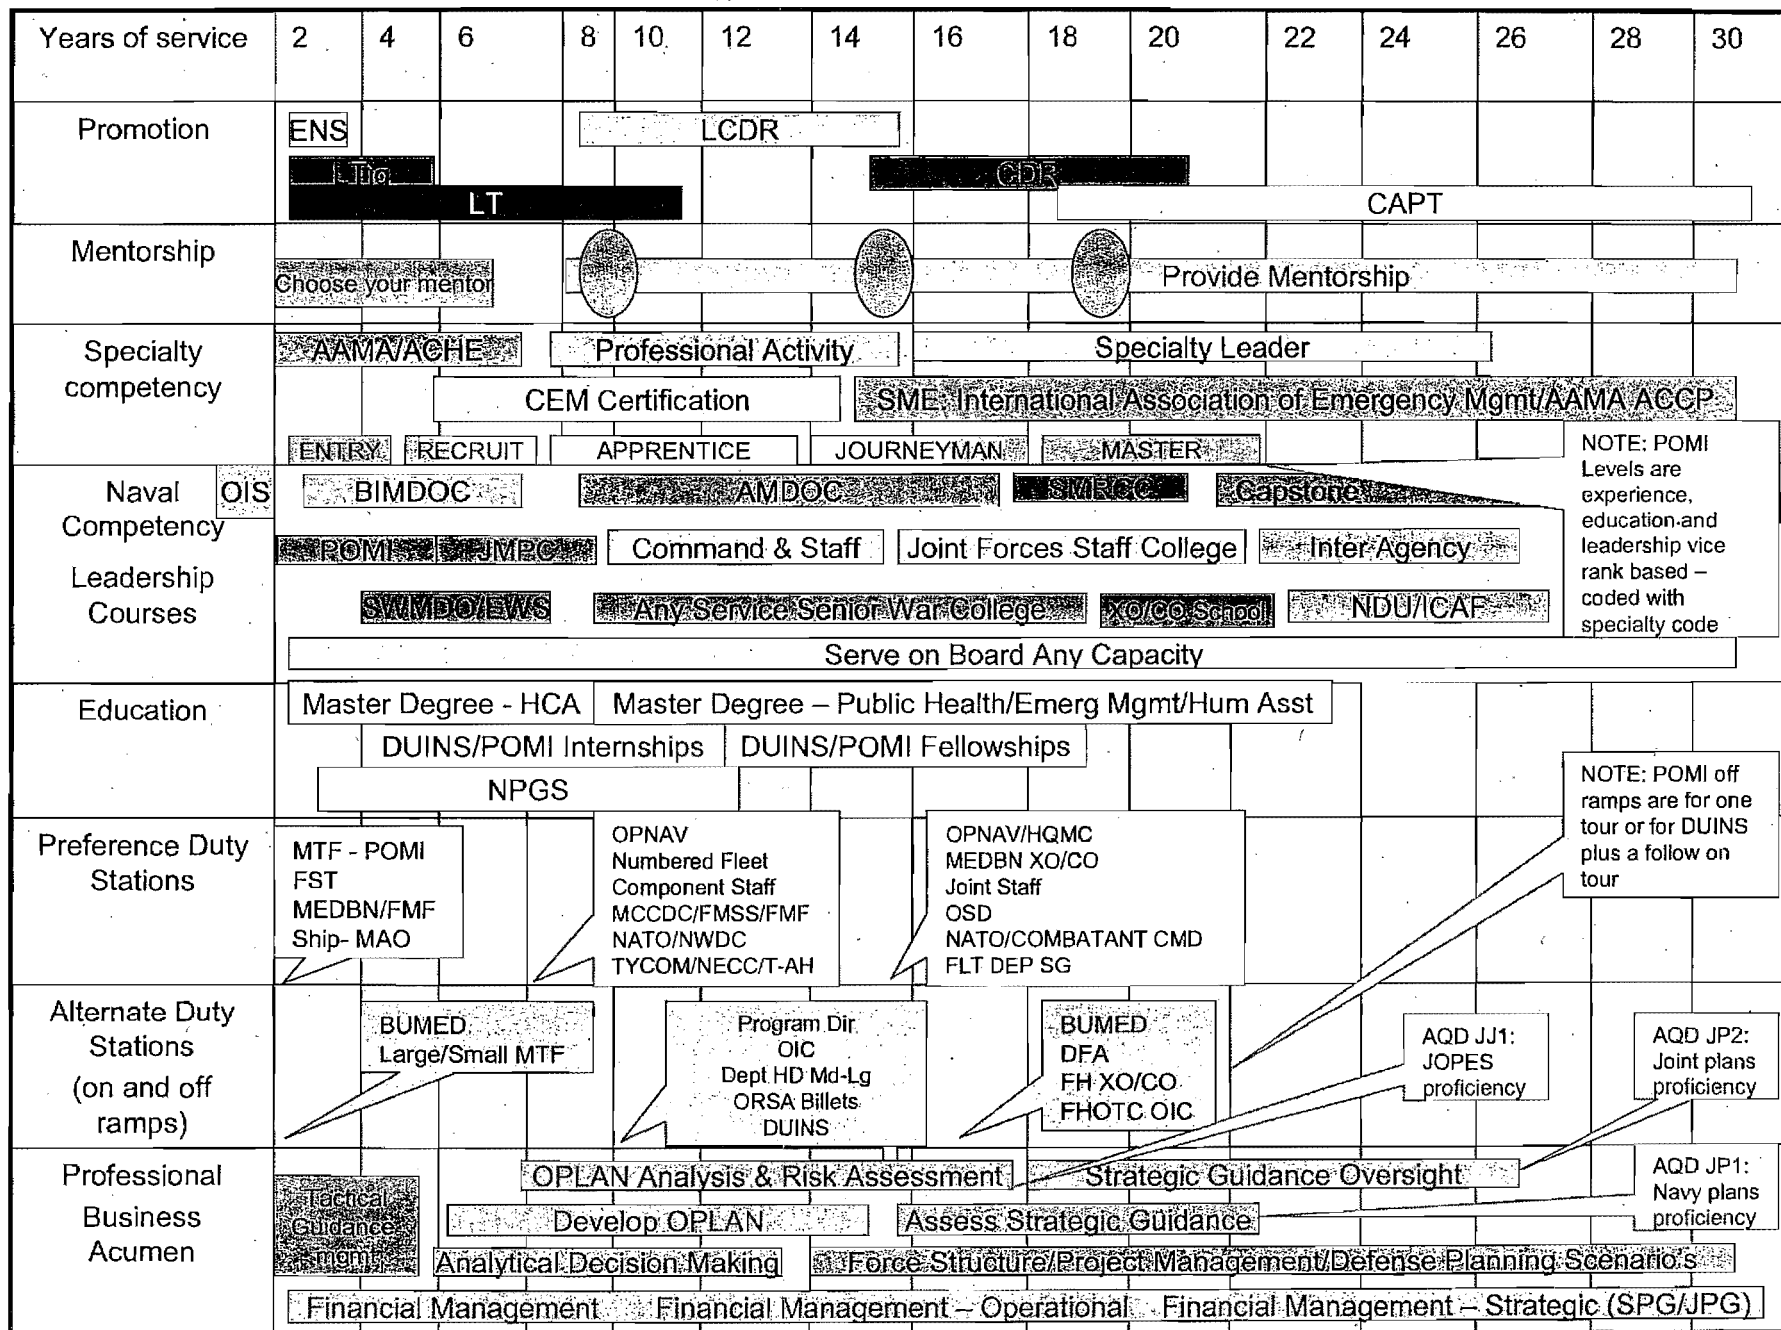 Years of service 2 4 6 8 10 12 14 16 18 20 22 24 26 28 30
Promotion
ENS
LCDR
LTjg
CDR
LT
CAPT
Mentorship
Choose your mentor
Provide Mentorship
Specialty
competency
AAMA/ACHE
Professional Activity
Specialty Leader
CEM Certification
SME: International Association of Emergency Mgmt/AAMA ACCP
ENTRY
RECRUIT
APPRENTICE
JOURNEYMAN
MASTER
NOTE: POMI
Levels are
experience,
education and
leadership vice
rank based –
coded with
specialty code
Naval
Competency
Leadership
Courses
OIS
BIMDOC
AMDOC
SMRCC
Capstone
POMI
JMPC
Command & Staff
Joint Forces Staff College
Inter Agency
SWMDO/EWS
Any Service Senior War College
XO/CO School
NDU/ICAF
Serve on Board Any Capacity
Education
Master Degree - HCA
Master Degree – Public Health/Emerg Mgmt/Hum Asst
DUINS/POMI Internships
DUINS/POMI Fellowships
NPGS
NOTE: POMI off
ramps are for one
tour or for DUINS
plus a follow on
tour
Preference Duty
Stations
MTF - POMI
FST
MEDBN/FMF
Ship- MAO
OPNAV
Numbered Fleet
Component Staff
MCCDC/FMSS/FMF
NATO/NWDC
TYCOM/NECC/T-AH
OPNAV/HQMC
MEDBN XO/CO
Joint Staff
OSD
NATO/COMBATANT CMD
FLT DEP SG
Alternate Duty
Stations
(on and off
ramps)
BUMED
Large/Small MTF
Program Dir
OIC
Dept HD Md-Lg
ORSA Billets
DUINS
BUMED
DFA
FH XO/CO
FHOTC OIC
AQD JJ1:
JOPES
proficiency
AQD JP2:
Joint plans
proficiency
Professional
Business
Acumen
Tactical
Guidance
mgmt
OPLAN Analysis & Risk Assessment
Strategic Guidance Oversight
AQD JP1:
Navy plans
proficiency
Develop OPLAN
Assess Strategic Guidance
Analytical Decision Making
Force Structure/Project Management/Defense Planning Scenario's
Financial Management Financial Management – Operational Financial Management – Strategic (SPG/JPG)